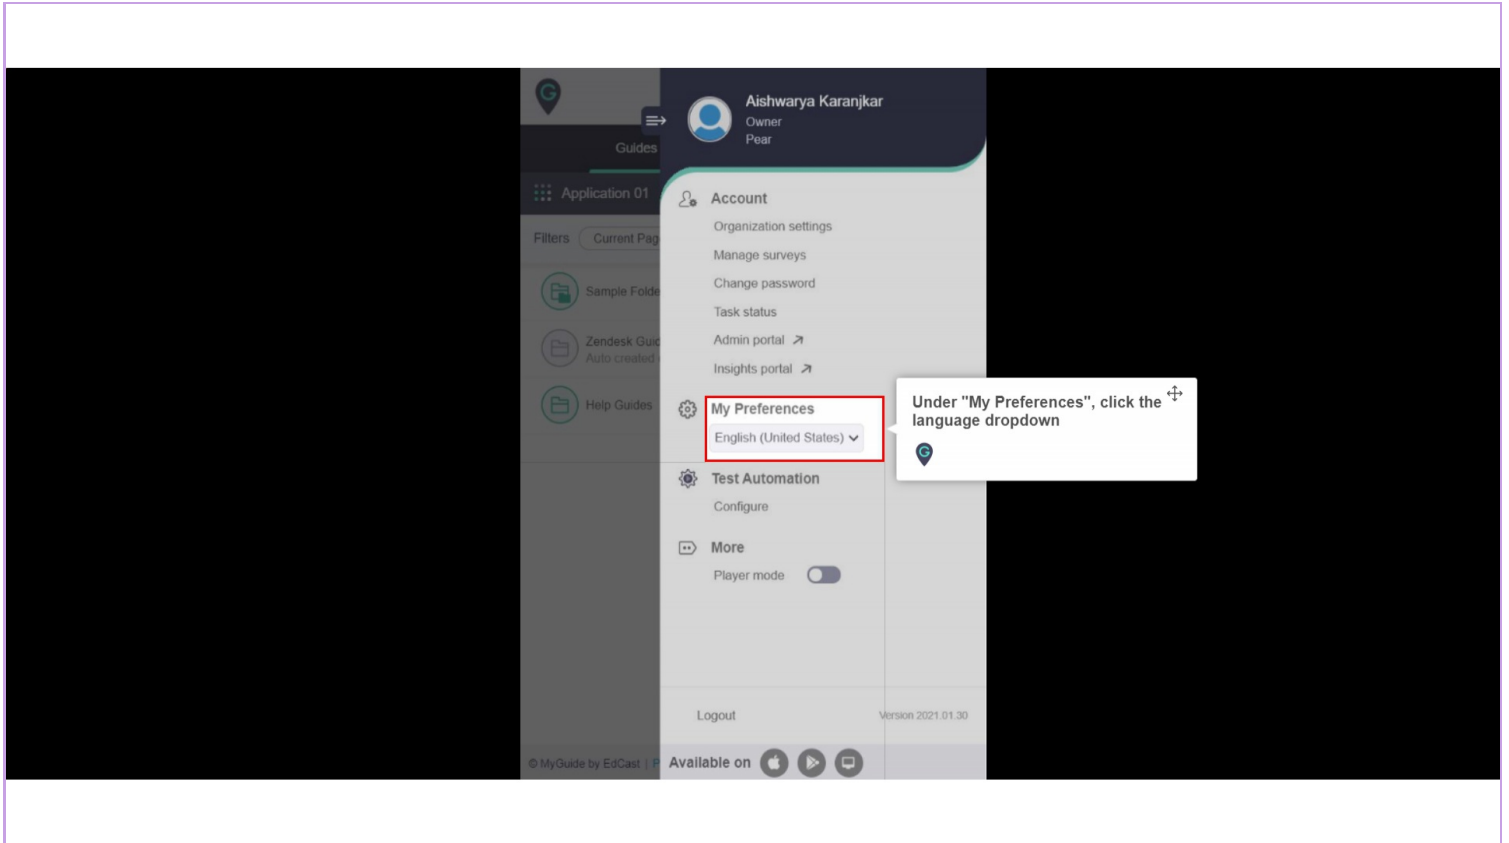 Aishwarya Karanjkar
Owner
Pear
Guides
Application 01
Filters
Current Pag
Sample Folde
Zendesk Guid
Auto created
Help Guides
Account
Organization settings
Manage surveys
Change password
Task status
Admin portal
Insights portal
My Preferences
English (United States)
Test Automation
Configure
More
Player mode
Under "My Preferences", click the
language dropdown
Logout
Version 2021.01.30
© MyGuide by EdCast | P
Available on